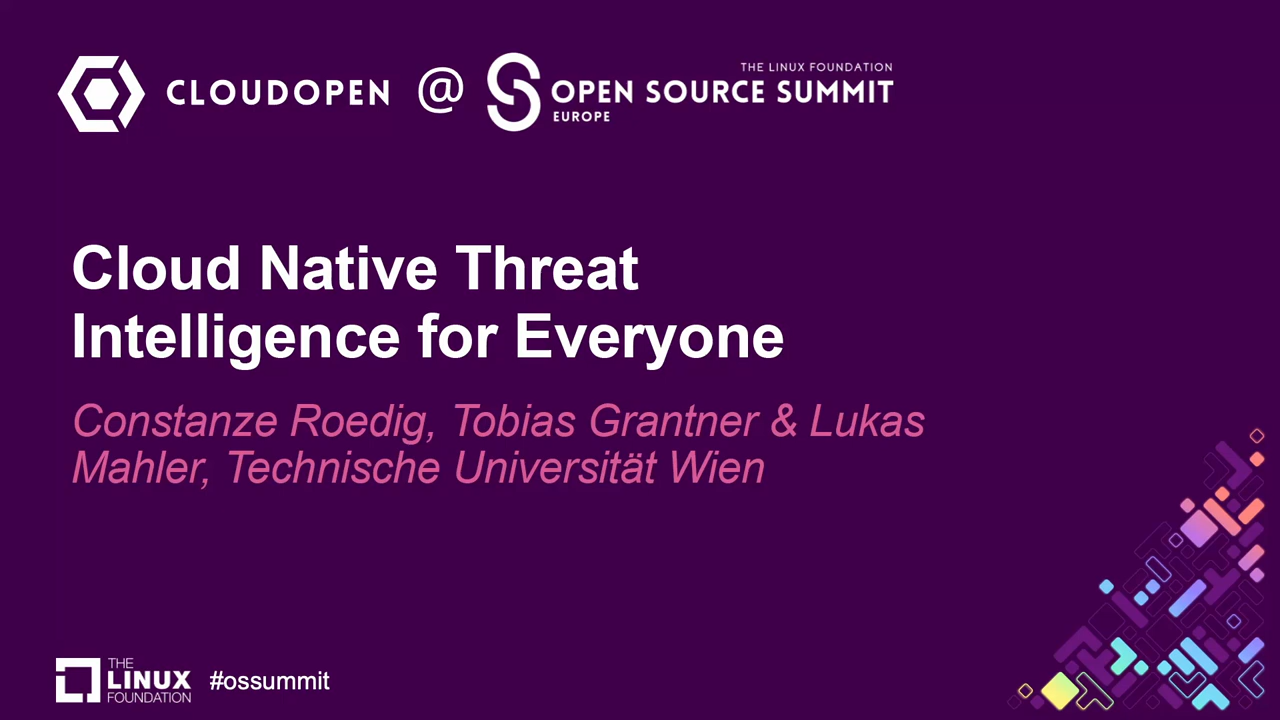 CLOUDOPEN @ THE LINUX FOUNDATION
OPEN SOURCE SUMMIT
EUROPE
Cloud Native Threat
Intelligence for Everyone
Constanze Roedig, Tobias Grantner & Lukas
Mahler, Technische Universität Wien
THE
LINUX
FOUNDATION
#ossummit